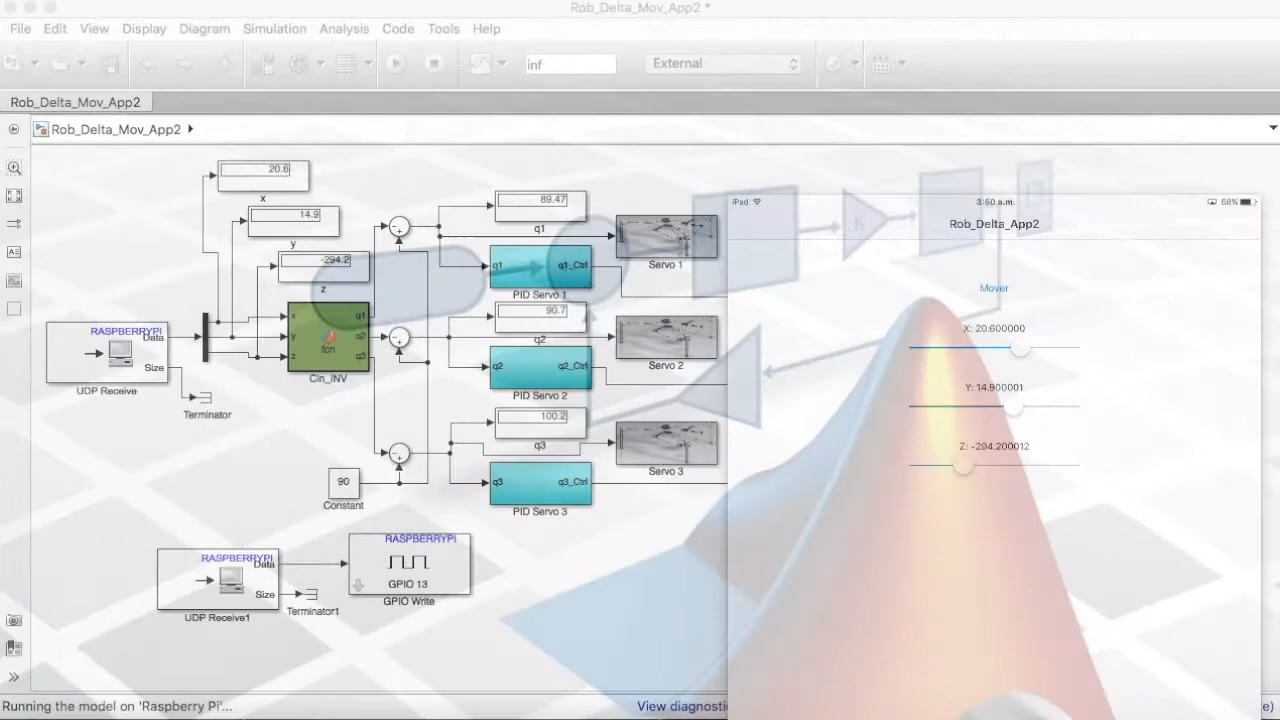 Rob_Delta_Mov_App2 *
File Edit View Display Diagram Simulation Analysis Code Tools Help
inf
External
Rob_Delta_Mov_App2
Rob_Delta_Mov_App2
20.6
x
14.9
y
-294.2
z
RASPBERRYPI
Data
Size
UDP Receive
Terminator
x
y
z
fcn
q1
q2
q3
Cin_INV
90
Constant
89.47
q1
q1
q1_Ctrl
PID Servo 1
90.7
q2
q2
q2_Ctrl
PID Servo 2
100.2
q3
q3
q3_Ctrl
PID Servo 3
Servo 1
Servo 2
Servo 3
RASPBERRYPI
Data
Size
UDP Receive1
Terminator1
RASPBERRYPI
GPIO 13
GPIO Write
K
iPad
3:50 a.m.
68%
Rob_Delta_App2
Mover
X: 20.600000
Y: 14.900001
Z: -294.200012
Running the model on 'Raspberry Pi'...
View diagnosti
e)